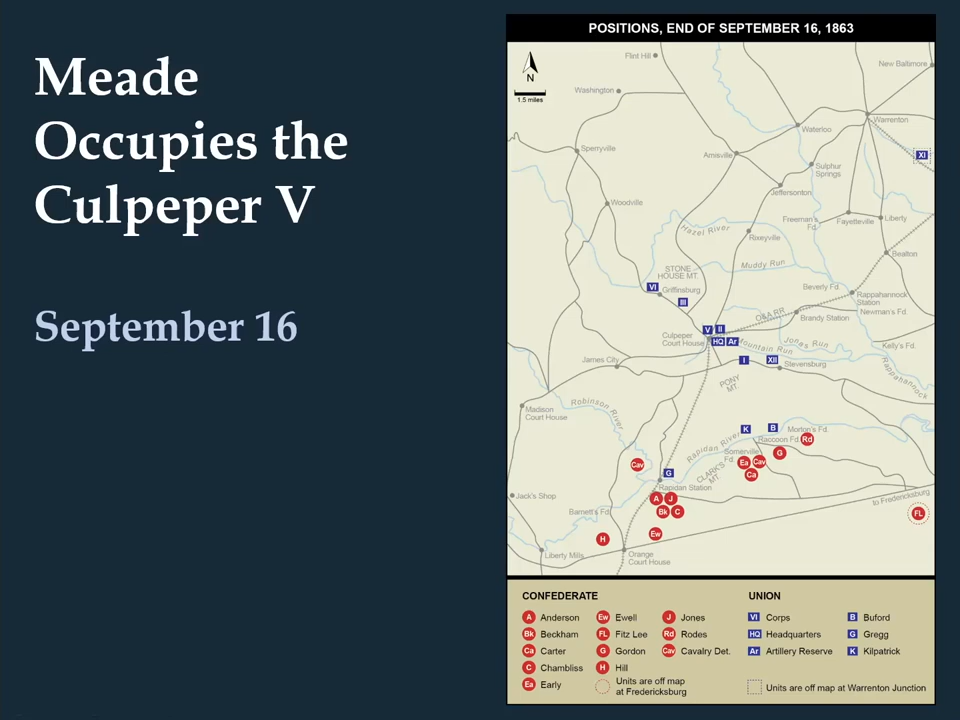 Meade
Occupies the
Culpeper V
September 16
POSITIONS, END OF SEPTEMBER 16, 1863
N
1.5 miles
Flint Hill
New Baltimore
Washington
Warrenton
Waterloo
XI
Sperryville
Amisville
Sulphur
Springs
Jeffersonton
Woodville
Freeman's
Fd.
Fayetteville
Liberty
Hazel River
Rixeyville
Bealton
STONE
HOUSE MT.
Muddy Run
VI
Griffinsburg
Beverly Fd.
Rappahannock
Station
III
O&A RR
Brandy Station
Newman's Fd.
V
II
Culpeper
Court House
HQ
Ar
Mountain Run
Jonas Run
Kelly's Fd.
James City
I
XII
Stevensburg
Rappahannock
PONY
MT.
Madison
Court House
Robinson River
K
B
Morton's Fd.
Rapidan River
Raccoon Fd.
Rd
Somerville
Fd.
G
Cav
Ea
Cav
Ca
CLARK'S
MT.
G
Rapidan Station
Jack's Shop
A
J
to Fredericksburg
Barnett's Fd.
Bk
C
FL
Ew
H
Liberty Mills
Orange
Court House
CONFEDERATE
A Anderson
Bk Beckham
Ca Carter
C Chambliss
Ea Early
Ew Ewell
FL Fitz Lee
G Gordon
H Hill
Units are off map
at Fredericksburg
J Jones
Rd Rodes
Cav Cavalry Det.
UNION
VI Corps
HQ Headquarters
Ar Artillery Reserve
B Buford
G Gregg
K Kilpatrick
Units are off map at Warrenton Junction